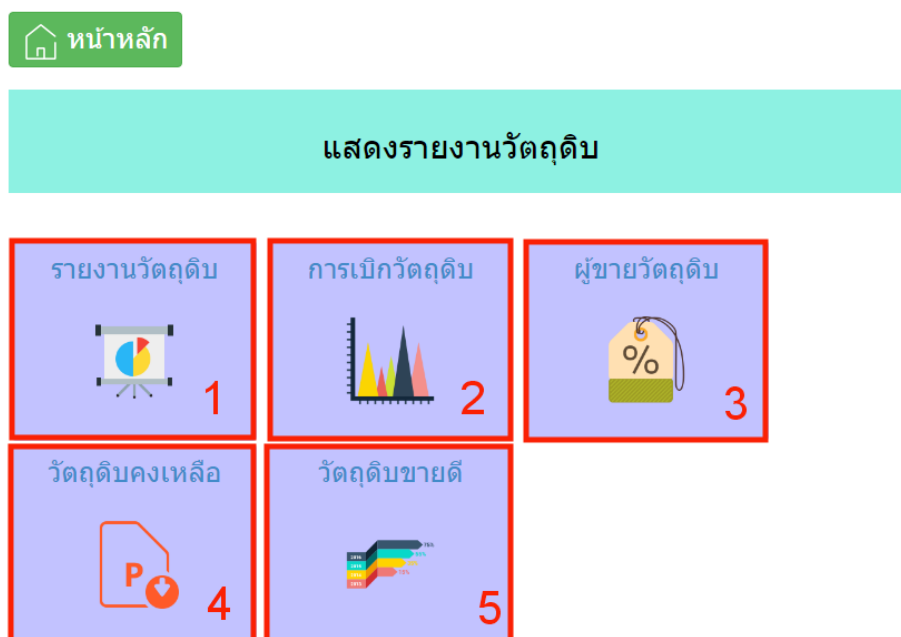 หน้าหลัก
แสดงรายงานวัตถุดิบ
รายงานวัตถุดิบ
1
การเบิกวัตถุดิบ
2
ผู้ขายวัตถุดิบ
%
3
วัตถุดิบคงเหลือ
P
4
วัตถุดิบขายดี
5